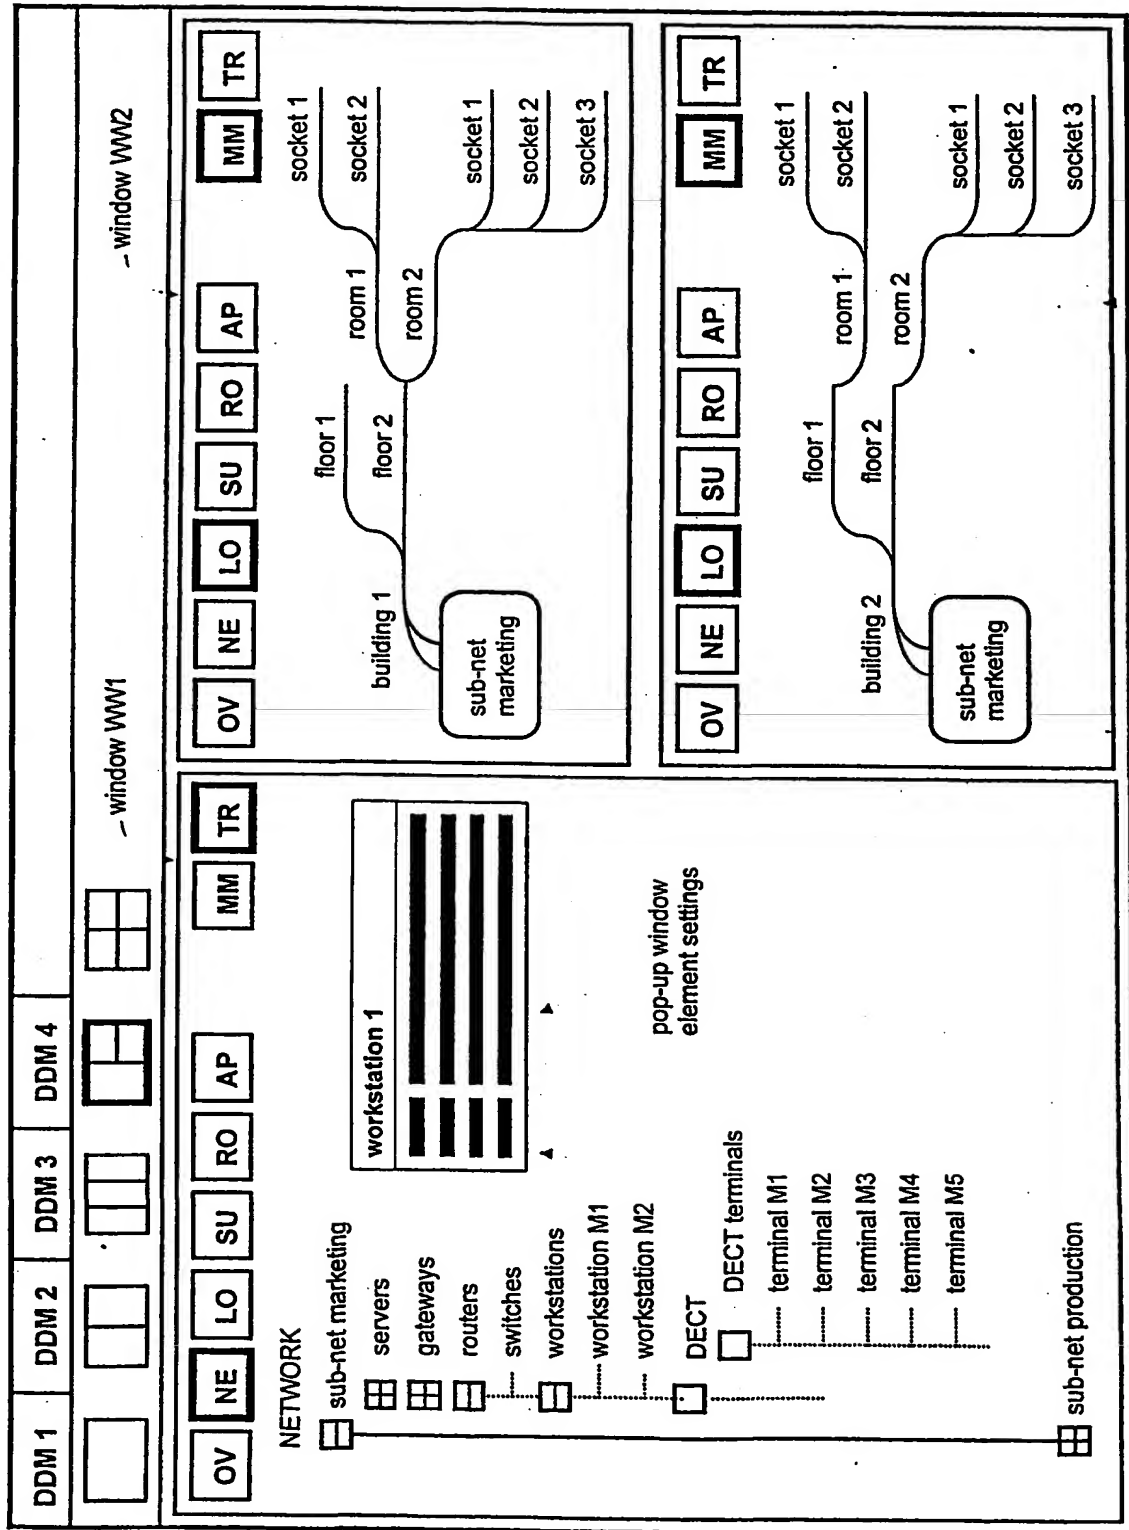 DDM 1
DDM 2
DDM 3
DDM 4
window WW1
window WW2
OV
NE
LO
SU
RO
AP
MM
TR
NETWORK
sub-net marketing
servers
gateways
routers
switches
workstations
workstation M1
workstation M2
DECT
DECT terminals
terminal M1
terminal M2
terminal M3
terminal M4
terminal M5
sub-net production
workstation 1
pop-up window
element settings
OV
NE
LO
SU
RO
AP
MM
TR
building 1
sub-net
marketing
floor 1
floor 2
room 1
room 2
socket 1
socket 2
socket 1
socket 2
socket 3
OV
NE
LO
SU
RO
AP
MM
TR
building 2
sub-net
marketing
floor 1
floor 2
room 1
room 2
socket 1
socket 2
socket 1
socket 2
socket 3